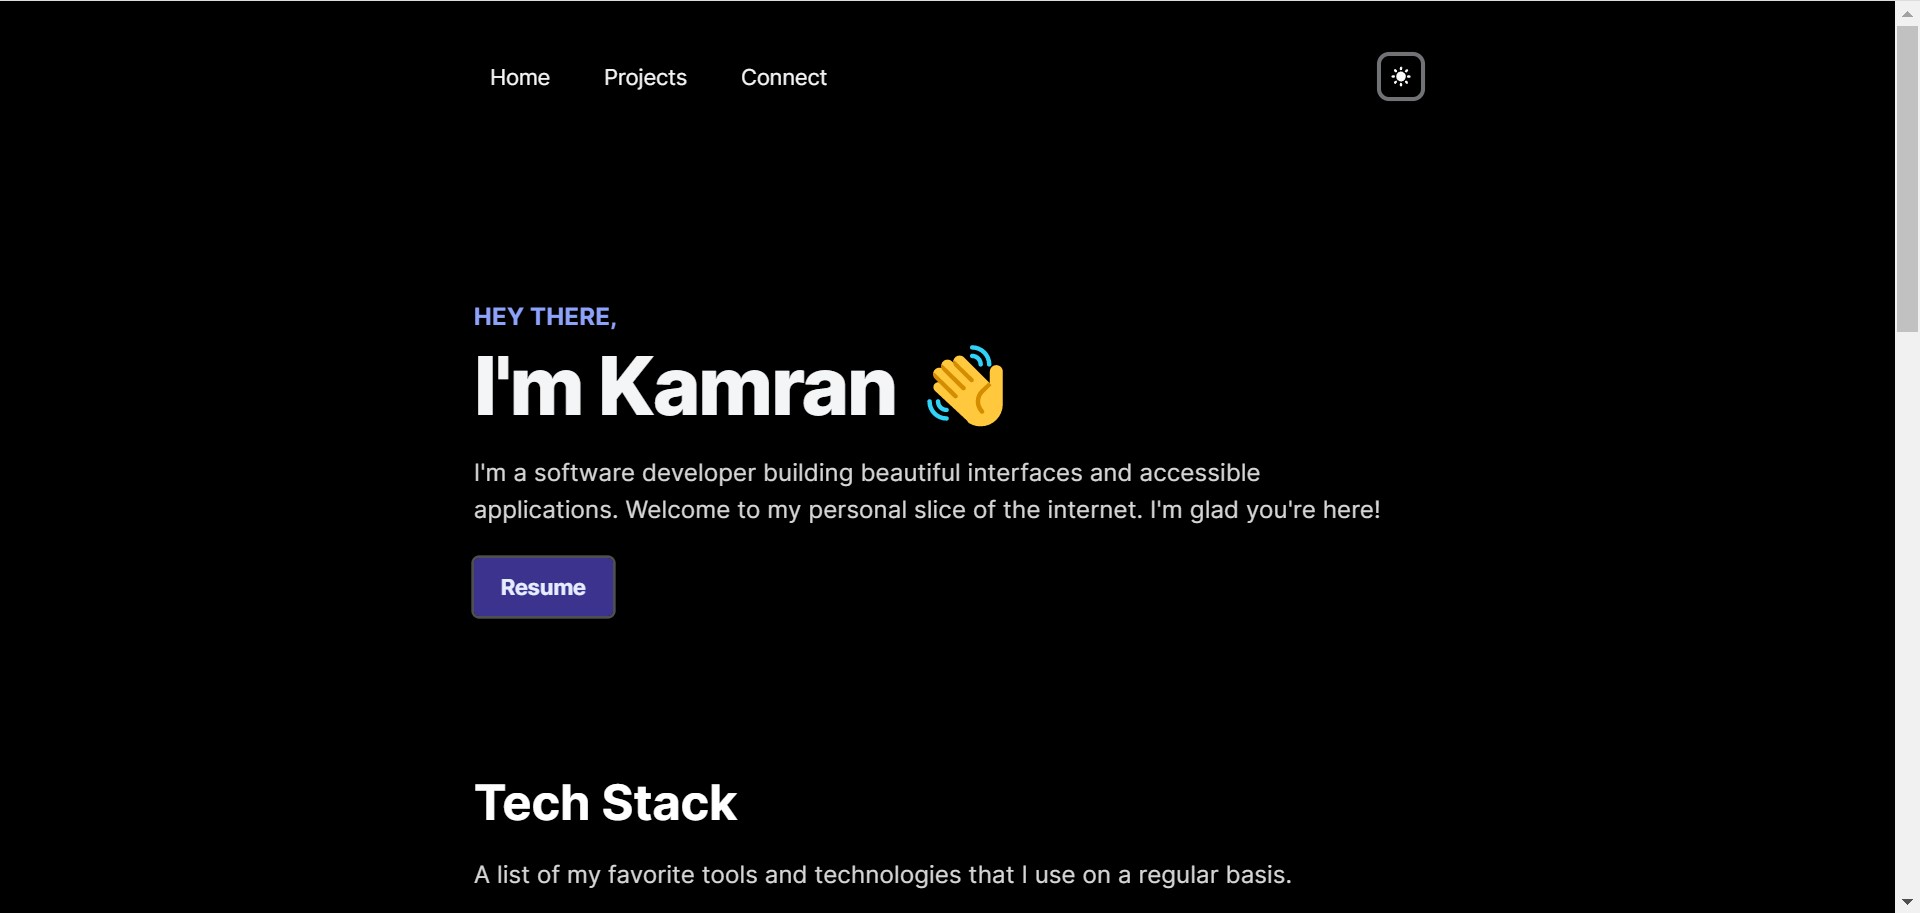 Home Projects Connect
HEY THERE,
I'm Kamran 👋
I'm a software developer building beautiful interfaces and accessible
applications. Welcome to my personal slice of the internet. I'm glad you're here!
Resume
Tech Stack
A list of my favorite tools and technologies that I use on a regular basis.